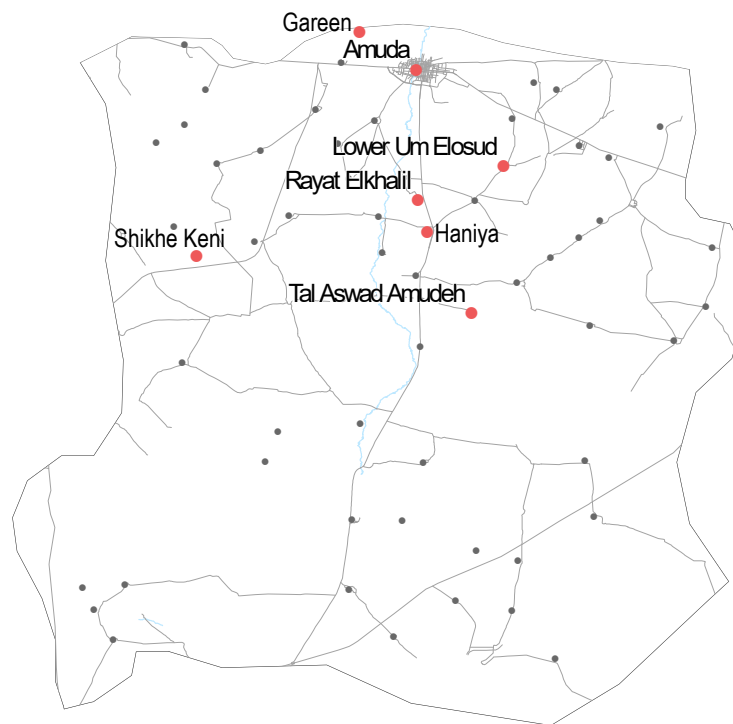 Gareen
Amuda
Lower Um Elosud
Rayat Elkhalil
Shikhe Keni
Haniya
Tal Aswad Amudeh